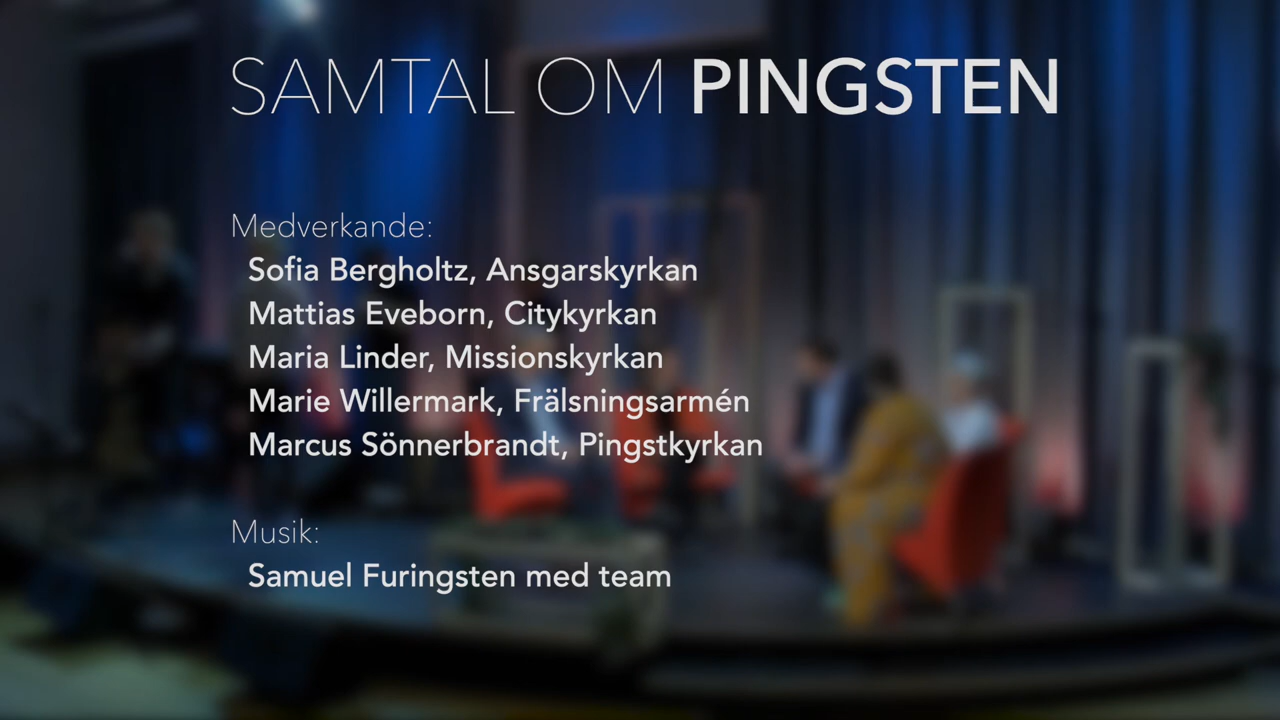 SAMTAL OM PINGSTEN
Medverkande:
Sofia Bergholtz, Ansgarskyrkan
Mattias Eveborn, Citykyrkan
Maria Linder, Missionskyrkan
Marie Willermark, Frälsningsarmén
Marcus Sönnerbrandt, Pingstkyrkan
Musik:
Samuel Furingsten med team